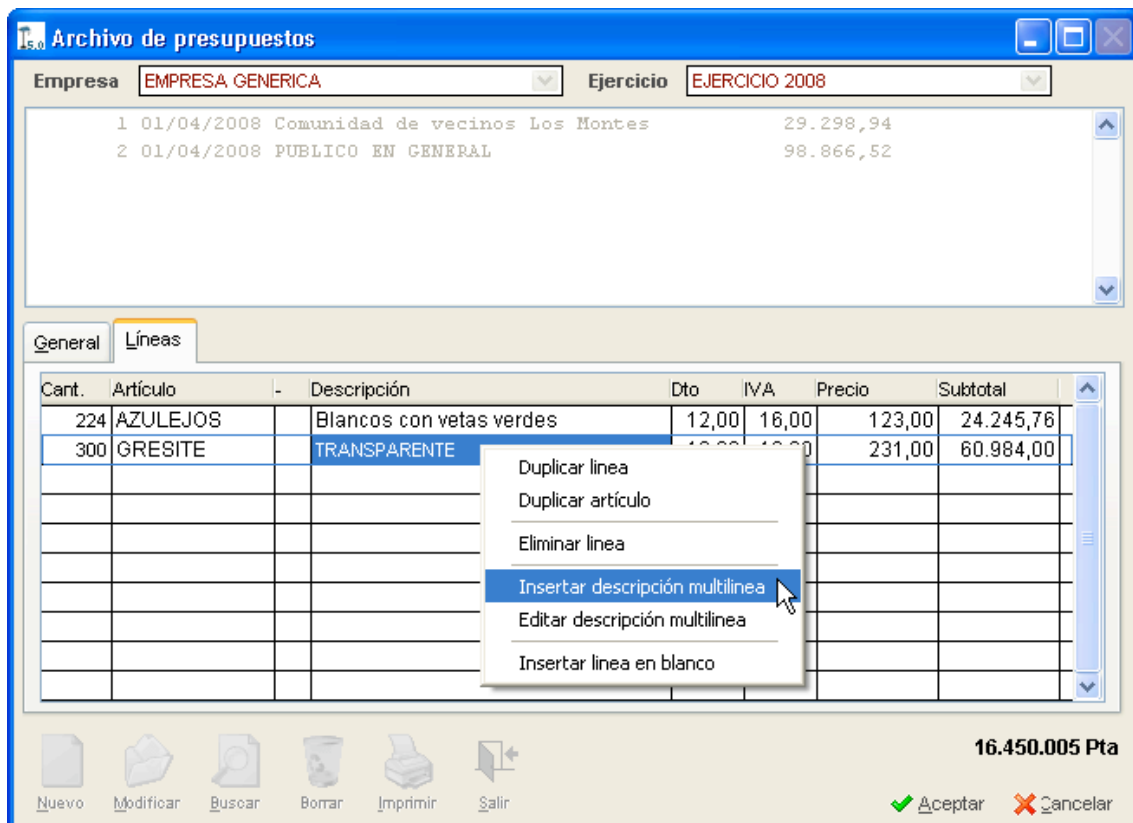 T5.0 Archivo de presupuestos
Empresa EMPRESA GENERICA Ejercicio EJERCICIO 2008
1 01/04/2008 Comunidad de vecinos Los Montes 29.298,94
2 01/04/2008 PUBLICO EN GENERAL 98.866,52
General Líneas
Cant. Artículo - Descripción Dto IVA Precio Subtotal
224 AZULEJOS Blancos con vetas verdes 12,00 16,00 123,00 24.245,76
300 GRESITE TRANSPARENTE 231,00 60.984,00
Duplicar linea
Duplicar artículo
Eliminar linea
Insertar descripción multilinea
Editar descripción multilinea
Insertar linea en blanco
16.450.005 Pta
Nuevo Modificar Buscar Borrar Imprimir Salir Aceptar Cancelar